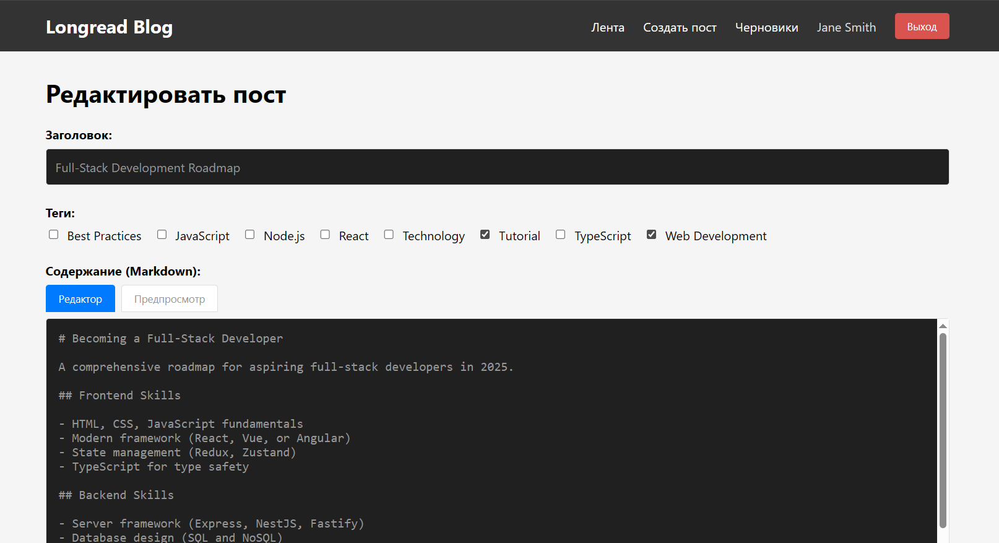 Longread Blog
Лента Создать пост Черновики Jane Smith Выход
Редактировать пост
Заголовок:
Full-Stack Development Roadmap
Теги:
Best Practices JavaScript Node.js React Technology Tutorial TypeScript Web Development
Содержание (Markdown):
Редактор Предпросмотр
# Becoming a Full-Stack Developer
A comprehensive roadmap for aspiring full-stack developers in 2025.
## Frontend Skills
- HTML, CSS, JavaScript fundamentals
- Modern framework (React, Vue, or Angular)
- State management (Redux, Zustand)
- TypeScript for type safety
## Backend Skills
- Server framework (Express, NestJS, Fastify)
- Database design (SQL and NoSQL)